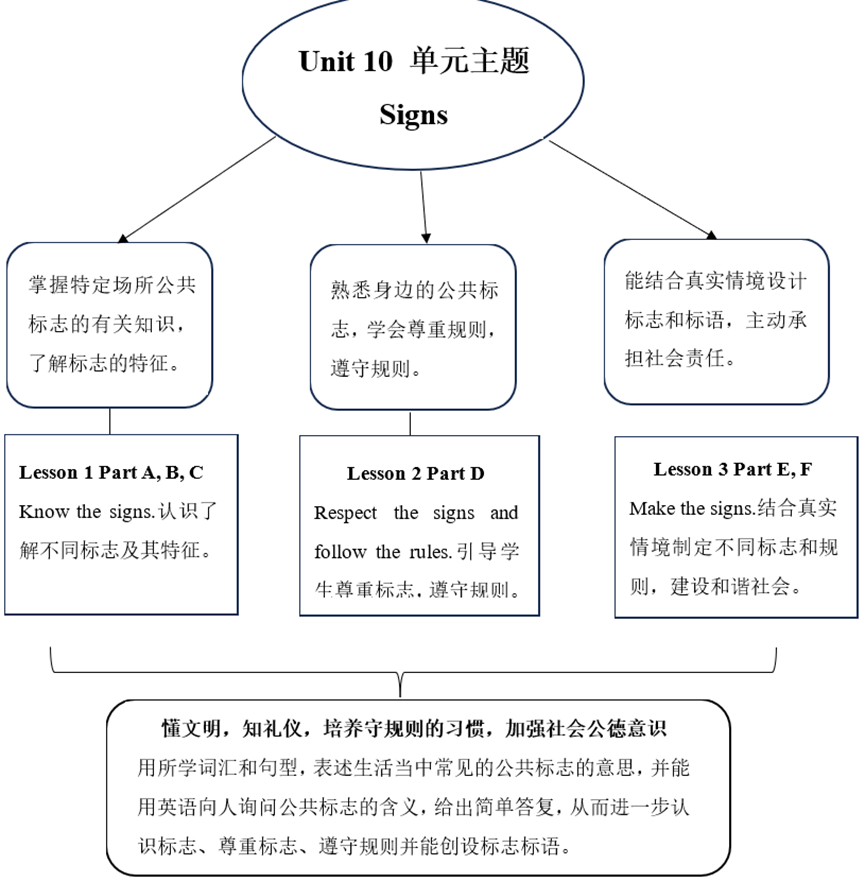 Unit 10 单元主题
Signs
掌握特定场所公共
标志的有关知识，
了解标志的特征。
熟悉身边的公共标
志，学会尊重规则，
遵守规则。
能结合真实情境设计
标志和标语，主动承
担社会责任。
Lesson 1 Part A, B, C
Know the signs.认识了
解不同标志及其特征。
Lesson 2 Part D
Respect the signs and
follow the rules.引导学
生尊重标志，遵守规则。
Lesson 3 Part E, F
Make the signs.结合真实
情境制定不同标志和规
则，建设和谐社会。
懂文明，知礼仪，培养守规则的习惯，加强社会公德意识
用所学词汇和句型，表述生活当中常见的公共标志的意思，并能
用英语向人询问公共标志的含义，给出简单答复，从而进一步认
识标志、尊重标志、遵守规则并能创设标志标语。